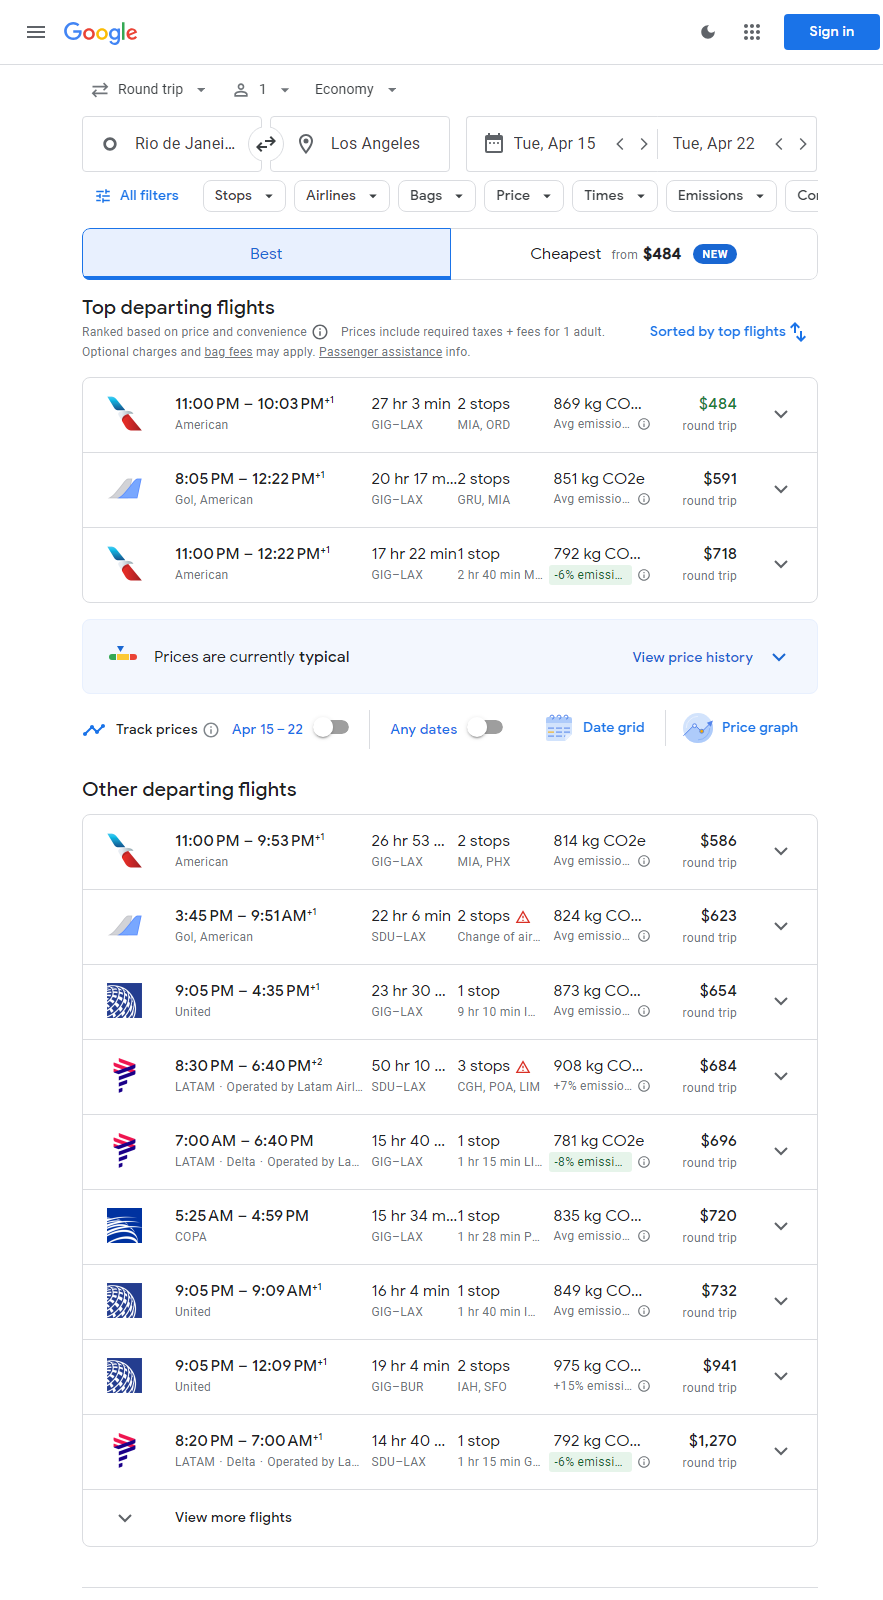 Google
Sign in
Round trip 1 Economy
Rio de Janei... Los Angeles Tue, Apr 15 Tue, Apr 22
All filters Stops Airlines Bags Price Times Emissions Co
Best Cheapest from $484 NEW
Top departing flights
Ranked based on price and convenience Prices include required taxes + fees for 1 adult.
Optional charges and bag fees may apply. Passenger assistance info.
Sorted by top flights
11:00 PM – 10:03 PM+1 27 hr 3 min 2 stops 869 kg CO... $484
American GIG–LAX MIA, ORD Avg emissio... round trip
8:05 PM – 12:22 PM+1 20 hr 17 m... 2 stops 851 kg CO2e $591
Gol, American GIG–LAX GRU, MIA Avg emissio... round trip
11:00 PM – 12:22 PM+1 17 hr 22 min 1 stop 792 kg CO... $718
American GIG–LAX 2 hr 40 min M... -6% emissi... round trip
Prices are currently typical View price history
Track prices Apr 15 – 22 Any dates Date grid Price graph
Other departing flights
11:00 PM – 9:53 PM+1 26 hr 53 ... 2 stops 814 kg CO2e $586
American GIG–LAX MIA, PHX Avg emissio... round trip
3:45 PM – 9:51 AM+1 22 hr 6 min 2 stops 824 kg CO... $623
Gol, American SDU–LAX Change of air... Avg emissio... round trip
9:05 PM – 4:35 PM+1 23 hr 30 ... 1 stop 873 kg CO... $654
United GIG–LAX 9 hr 10 min I... Avg emissio... round trip
8:30 PM – 6:40 PM+2 50 hr 10 ... 3 stops 908 kg CO... $684
LATAM · Operated by Latam Airl... SDU–LAX CGH, POA, LIM +7% emissio... round trip
7:00 AM – 6:40 PM 15 hr 40 ... 1 stop 781 kg CO2e $696
LATAM · Delta · Operated by La... GIG–LAX 1 hr 15 min LI... -8% emissi... round trip
5:25 AM – 4:59 PM 15 hr 34 m... 1 stop 835 kg CO... $720
COPA GIG–LAX 1 hr 28 min P... Avg emissio... round trip
9:05 PM – 9:09 AM+1 16 hr 4 min 1 stop 849 kg CO... $732
United GIG–LAX 1 hr 40 min I... Avg emissio... round trip
9:05 PM – 12:09 PM+1 19 hr 4 min 2 stops 975 kg CO... $941
United GIG–BUR IAH, SFO +15% emissi... round trip
8:20 PM – 7:00 AM+1 14 hr 40 ... 1 stop 792 kg CO... $1,270
LATAM · Delta · Operated by La... SDU–LAX 1 hr 15 min G... -6% emissi... round trip
View more flights